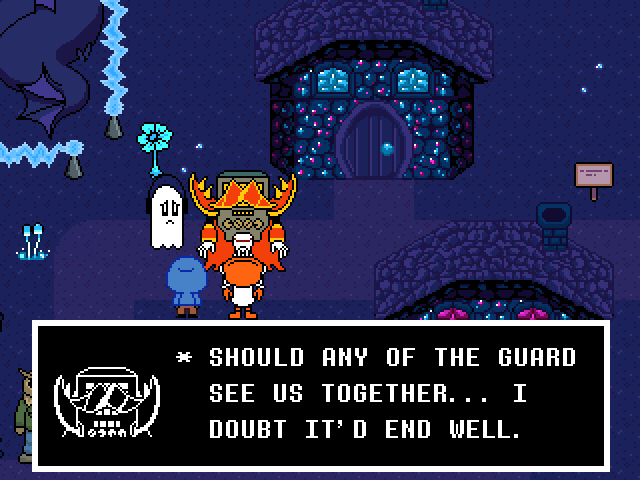 * SHOULD ANY OF THE GUARD
SEE US TOGETHER... I
DOUBT IT'D END WELL.